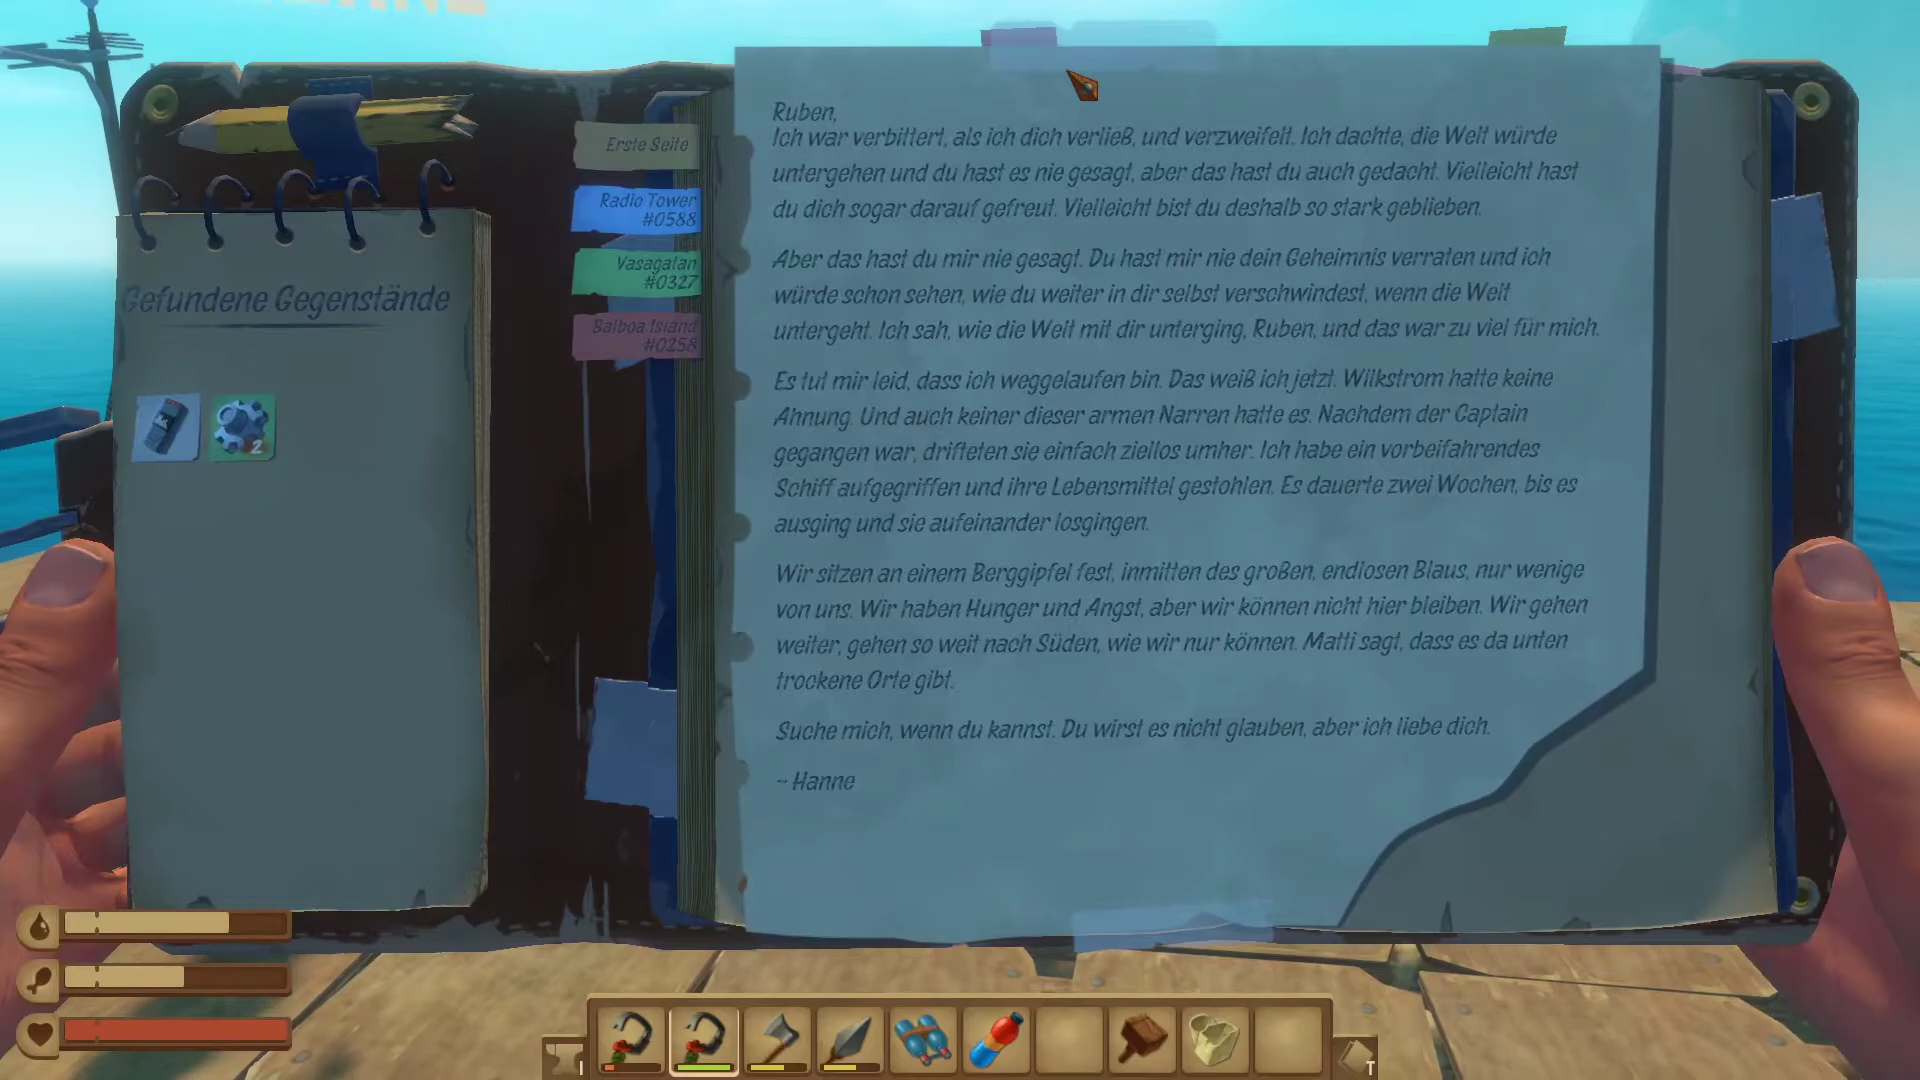 Gefundene Gegenstände
2
Erste Seite
Radio Tower
#0588
Vasagatan
#0327
Balboa Island
#0258
Ruben,
Ich war verbittert, als ich dich verließ, und verzweifelt. Ich dachte, die Welt würde
untergehen und du hast es nie gesagt, aber das hast du auch gedacht. Vielleicht hast
du dich sogar darauf gefreut. Vielleicht bist du deshalb so stark geblieben.
Aber das hast du mir nie gesagt. Du hast mir nie dein Geheimnis verraten und ich
würde schon sehen, wie du weiter in dir selbst verschwindest, wenn die Welt
untergeht. Ich sah, wie die Welt mit dir unterging, Ruben, und das war zu viel für mich.
Es tut mir leid, dass ich weggelaufen bin. Das weiß ich jetzt. Wilkstrom hatte keine
Ahnung. Und auch keiner dieser armen Narren hatte es. Nachdem der Captain
gegangen war, drifteten sie einfach ziellos umher. Ich habe ein vorbeifahrendes
Schiff aufgegriffen und ihre Lebensmittel gestohlen. Es dauerte zwei Wochen, bis es
ausging und sie aufeinander losgingen.
Wir sitzen an einem Berggipfel fest, inmitten des großen, endlosen Blaus, nur wenige
von uns. Wir haben Hunger und Angst, aber wir können nicht hier bleiben. Wir gehen
weiter, gehen so weit nach Süden, wie wir nur können. Matti sagt, dass es da unten
trockene Orte gibt.
Suche mich, wenn du kannst. Du wirst es nicht glauben, aber ich liebe dich.
~ Hanne
T